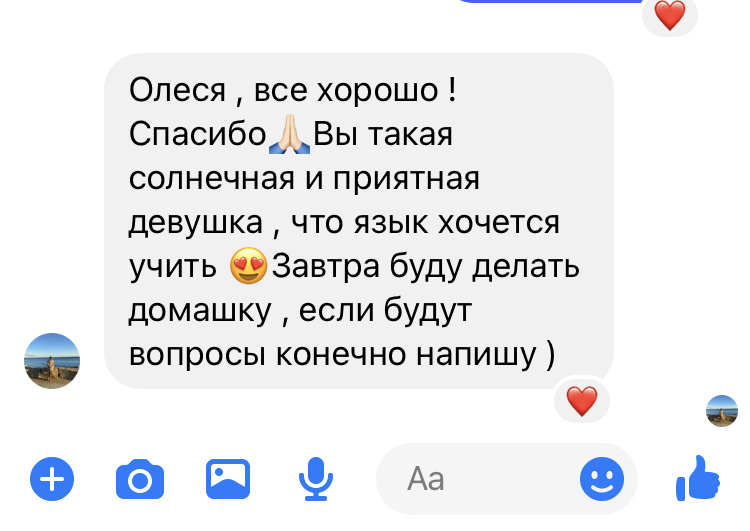 Олеся , все хорошо !
Спасибо🙏🏻Вы такая
солнечная и приятная
девушка , что язык хочется
учить 😍Завтра буду делать
домашку , если будут
вопросы конечно напишу )
Aa